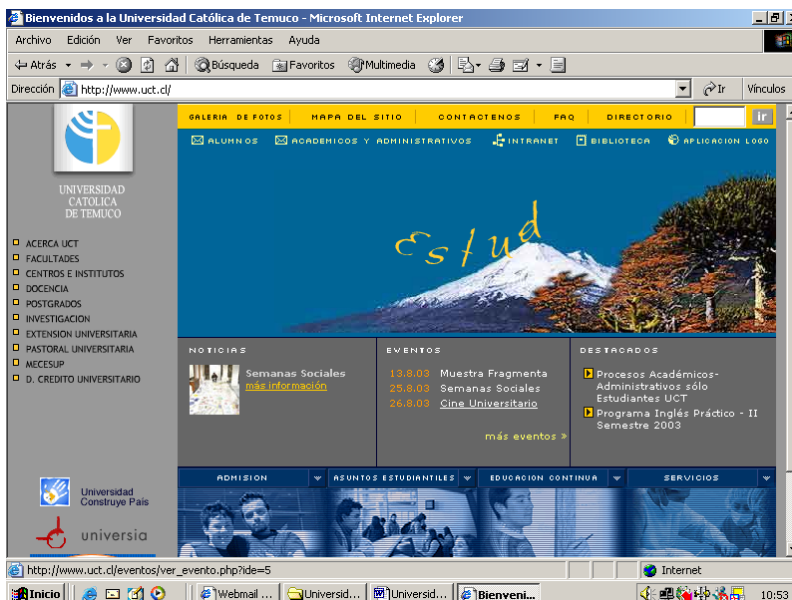 Bienvenidos a la Universidad Católica de Temuco - Microsoft Internet Explorer
Archivo Edición Ver Favoritos Herramientas Ayuda
Atrás Búsqueda Favoritos Multimedia
Dirección http://www.uct.cl/ Ir Vínculos
GALERIA DE FOTOS MAPA DEL SITIO CONTACTENOS FAQ DIRECTORIO ir
ALUMNOS ACADEMICOS Y ADMINISTRATIVOS INTRANET BIBLIOTECA APLICACION LOGO
UNIVERSIDAD
CATOLICA
DE TEMUCO
Estud
ACERCA UCT
FACULTADES
CENTROS E INSTITUTOS
DOCENCIA
POSTGRADOS
INVESTIGACION
EXTENSION UNIVERSITARIA
PASTORAL UNIVERSITARIA
MECESUP
D. CREDITO UNIVERSITARIO
NOTICIAS
Semanas Sociales
más información
EVENTOS
13.8.03 Muestra Fragmenta
25.8.03 Semanas Sociales
26.8.03 Cine Universitario
más eventos »
DESTACADOS
Procesos Académicos-
Administrativos sólo
Estudiantes UCT
Programa Inglés Práctico - II
Semestre 2003
Universidad
Construye País
universia
ADMISION ASUNTOS ESTUDIANTILES EDUCACION CONTINUA SERVICIOS
http://www.uct.cl/eventos/ver_evento.php?ide=5 Internet
Inicio Webmail ... Universid... Universid... Bienveni... 10:53